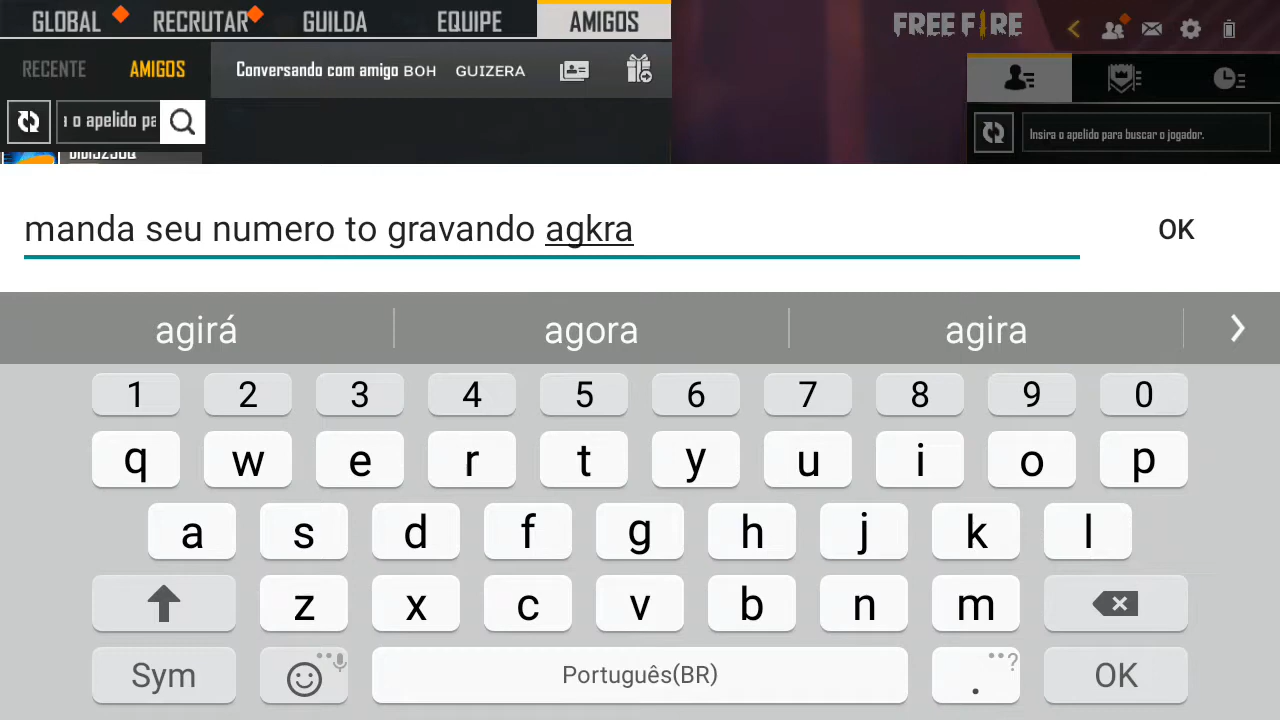 GLOBAL RECRUTAR GUILDA EQUIPE AMIGOS FREE FIRE
RECENTE AMIGOS Conversando com amigo BOH GUIZERA
o apelido
Insira o apelido para buscar o jogador.
manda seu numero to gravando agkra OK
agirá agora agira
1 2 3 4 5 6 7 8 9 0
q w e r t y u i o p
a s d f g h j k l
z x c v b n m
Sym Português(BR) . ? OK